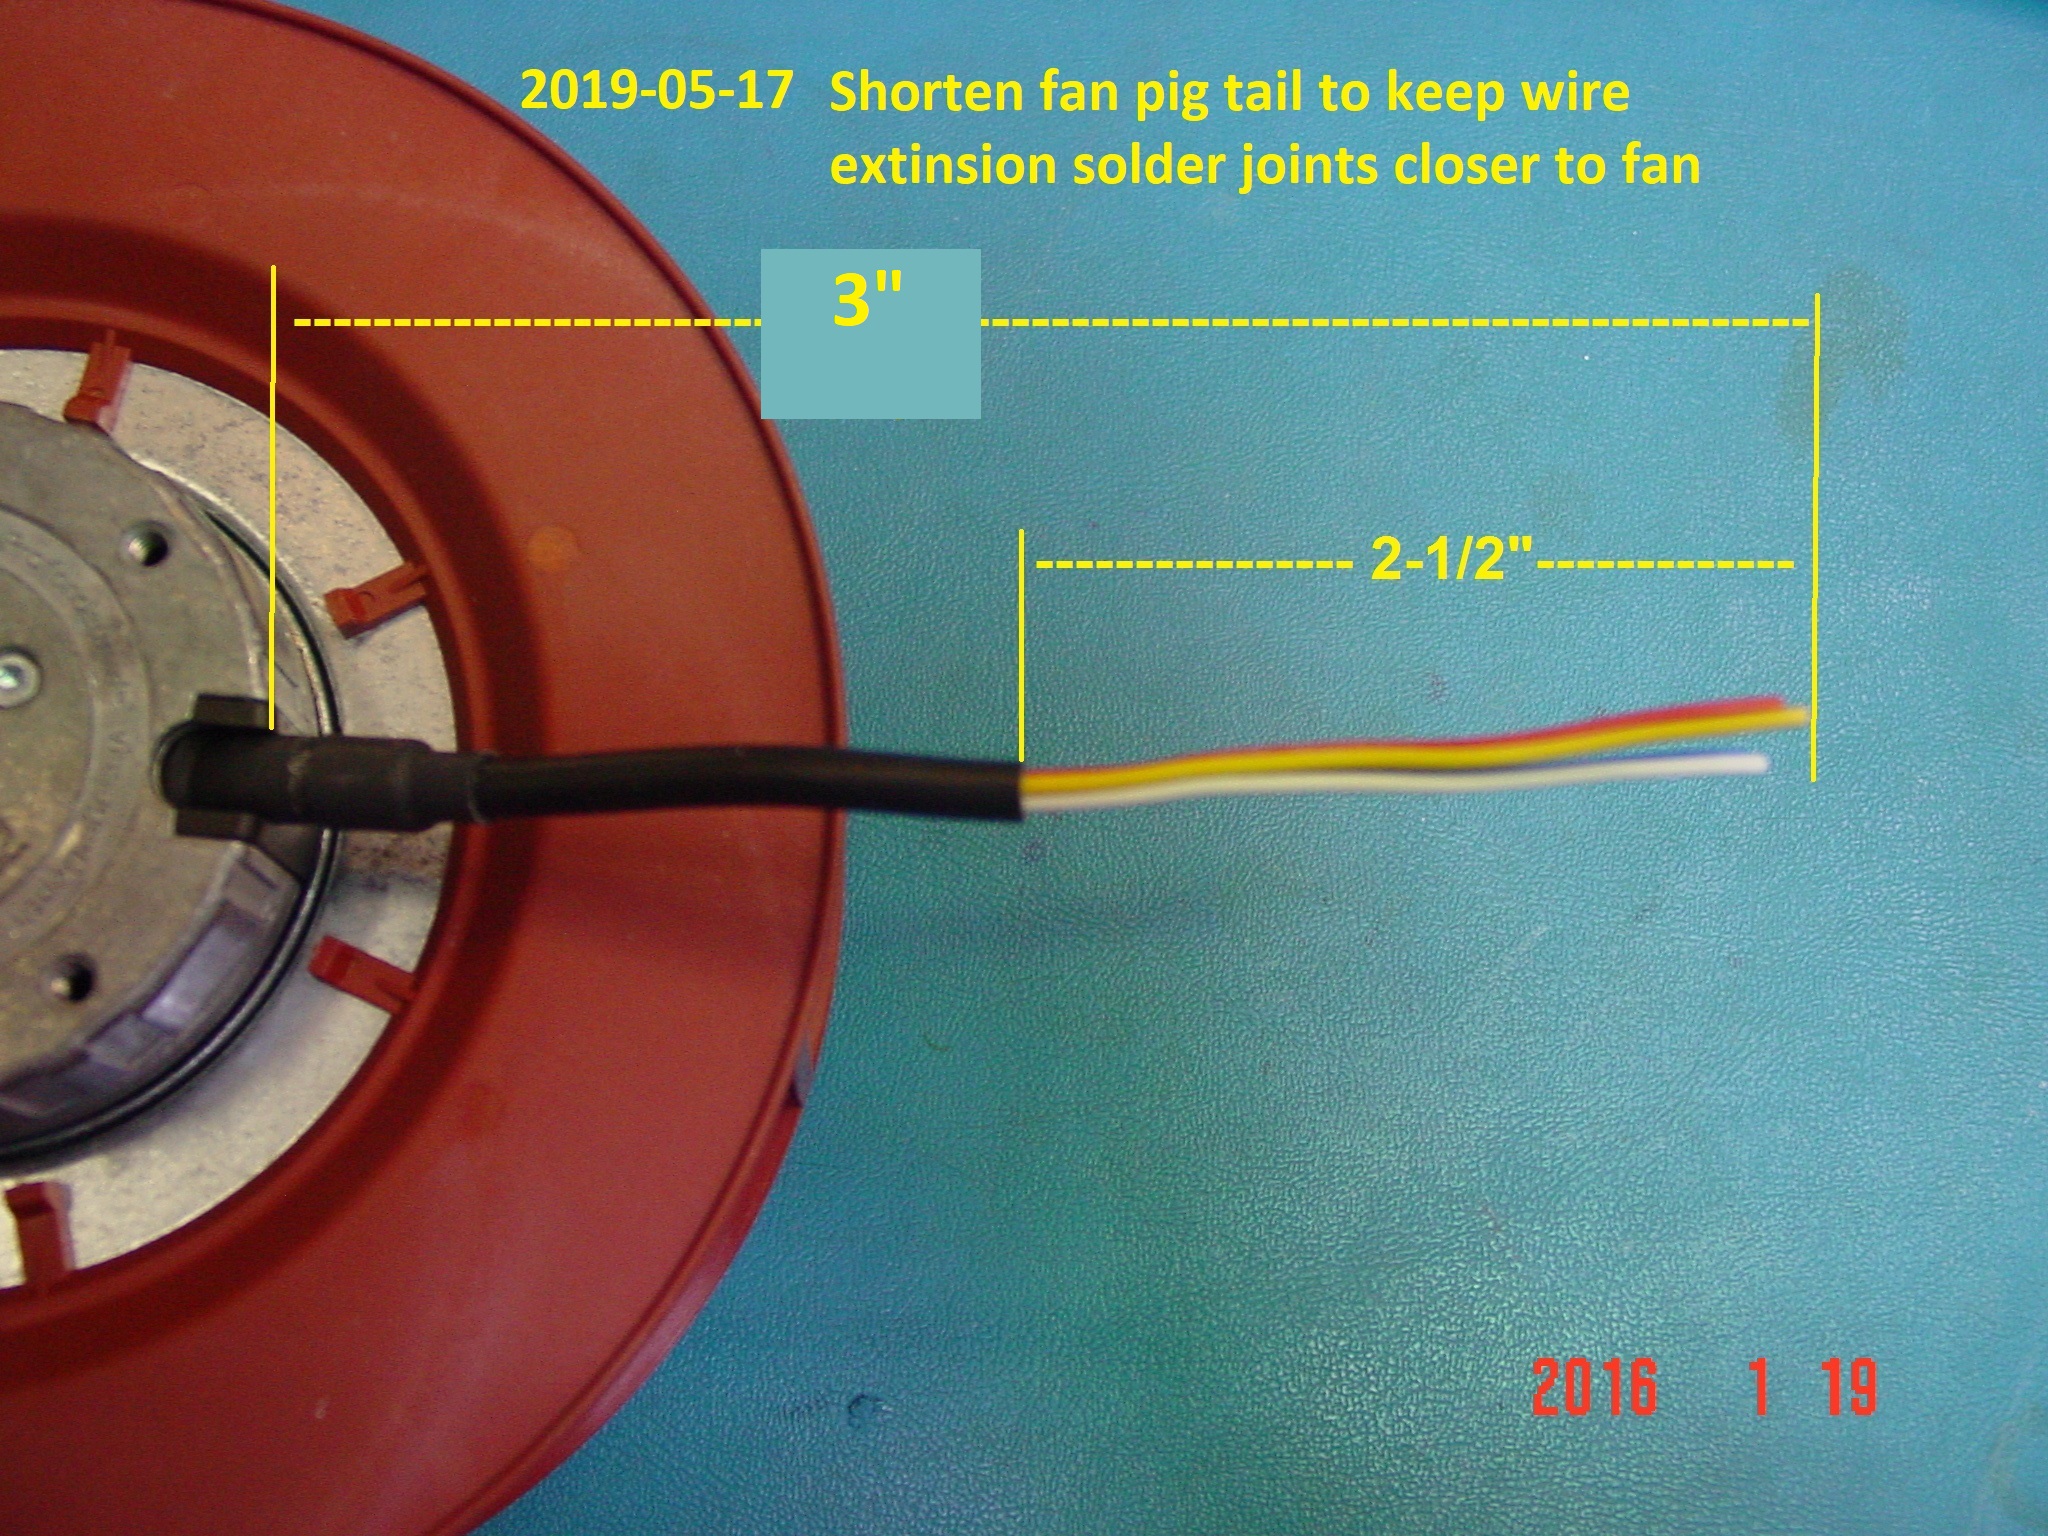 2019-05-17 Shorten fan pig tail to keep wire
extinsion solder joints closer to fan
3"
2-1/2"
2016 1 19